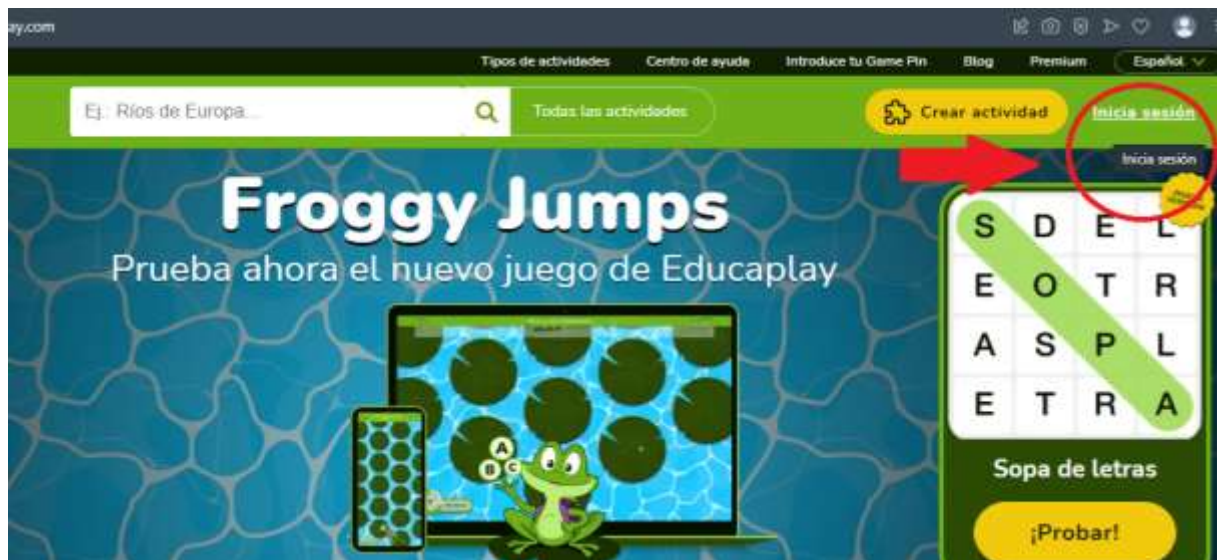 ay.com
Tipos de actividades Centro de ayuda Introduce tu Game Pin Blog Premium Español
Ej.: Ríos de Europa... Todas las actividades Crear actividad Inicia sesión
Inicia sesión
Froggy Jumps
Prueba ahora el nuevo juego de Educaplay
S D E L
E O T R
A S P L
E T R A
A
B C
Sopa de letras
¡Probar!